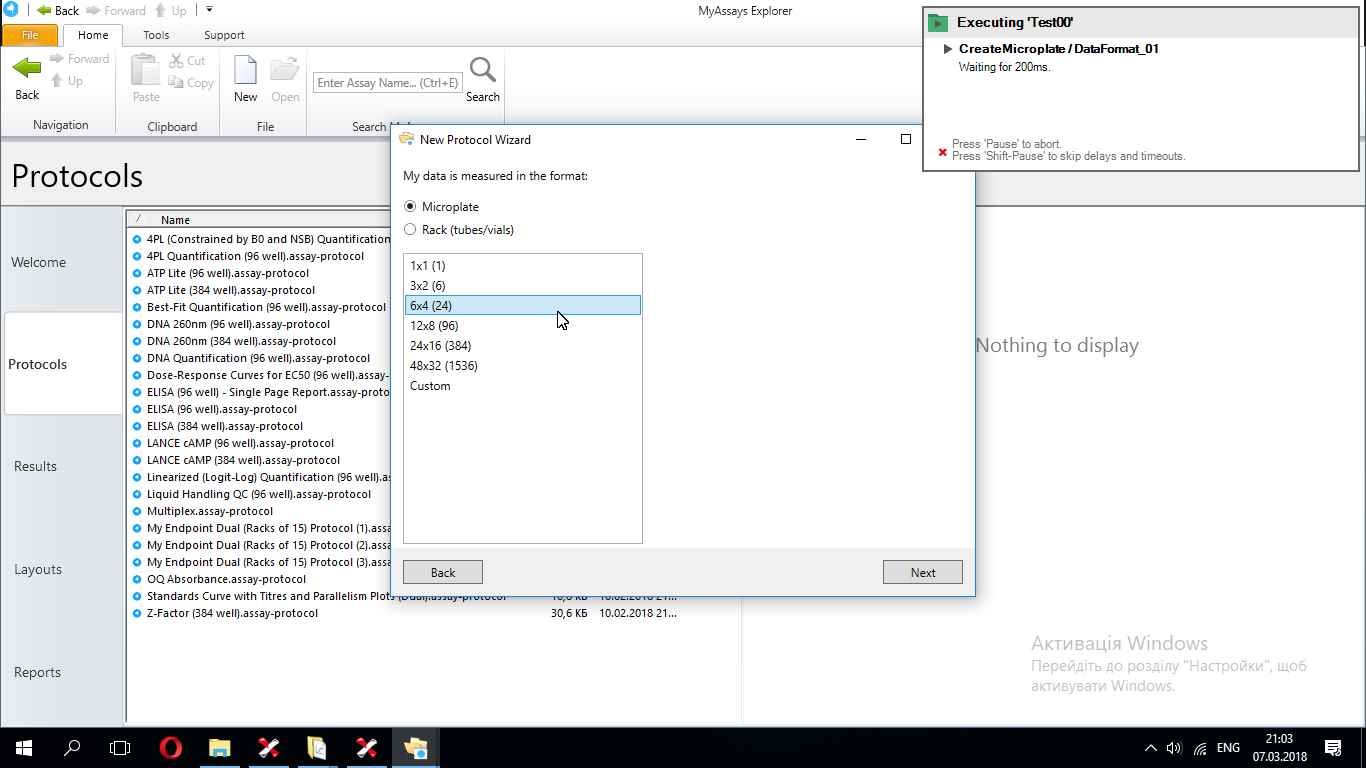 Back Forward Up
MyAssays Explorer
File Home Tools Support
Back
Forward
Up
Navigation
Paste
Cut
Copy
Clipboard
New
Open
File
Enter Assay Name... (Ctrl+E)
Search
Executing 'Test00'
CreateMicroplate / DataFormat_01
Waiting for 200ms.
Press 'Pause' to abort.
Press 'Shift-Pause' to skip delays and timeouts.
Protocols
Welcome
Protocols
Results
Layouts
Reports
Name
4PL (Constrained by B0 and NSB) Quantification
4PL Quantification (96 well).assay-protocol
ATP Lite (96 well).assay-protocol
ATP Lite (384 well).assay-protocol
Best-Fit Quantification (96 well).assay-protocol
DNA 260nm (96 well).assay-protocol
DNA 260nm (384 well).assay-protocol
DNA Quantification (96 well).assay-protocol
Dose-Response Curves for EC50 (96 well).assay-
ELISA (96 well) - Single Page Report.assay-proto
ELISA (96 well).assay-protocol
ELISA (384 well).assay-protocol
LANCE cAMP (96 well).assay-protocol
LANCE cAMP (384 well).assay-protocol
Linearized (Logit-Log) Quantification (96 well).as
Liquid Handling QC (96 well).assay-protocol
Multiplex.assay-protocol
My Endpoint Dual (Racks of 15) Protocol (1).assa
My Endpoint Dual (Racks of 15) Protocol (2).assa
My Endpoint Dual (Racks of 15) Protocol (3).assa
OQ Absorbance.assay-protocol
Standards Curve with Titres and Parallelism Plots (Dual).assay-protocol 10.02.2018 21...
Z-Factor (384 well).assay-protocol 30,6 КБ 10.02.2018 21...
New Protocol Wizard
My data is measured in the format:
Microplate
Rack (tubes/vials)
1x1 (1)
3x2 (6)
6x4 (24)
12x8 (96)
24x16 (384)
48x32 (1536)
Custom
Back
Next
Nothing to display
Активація Windows
Перейдіть до розділу "Настройки", щоб
активувати Windows.
ENG
21:03
07.03.2018